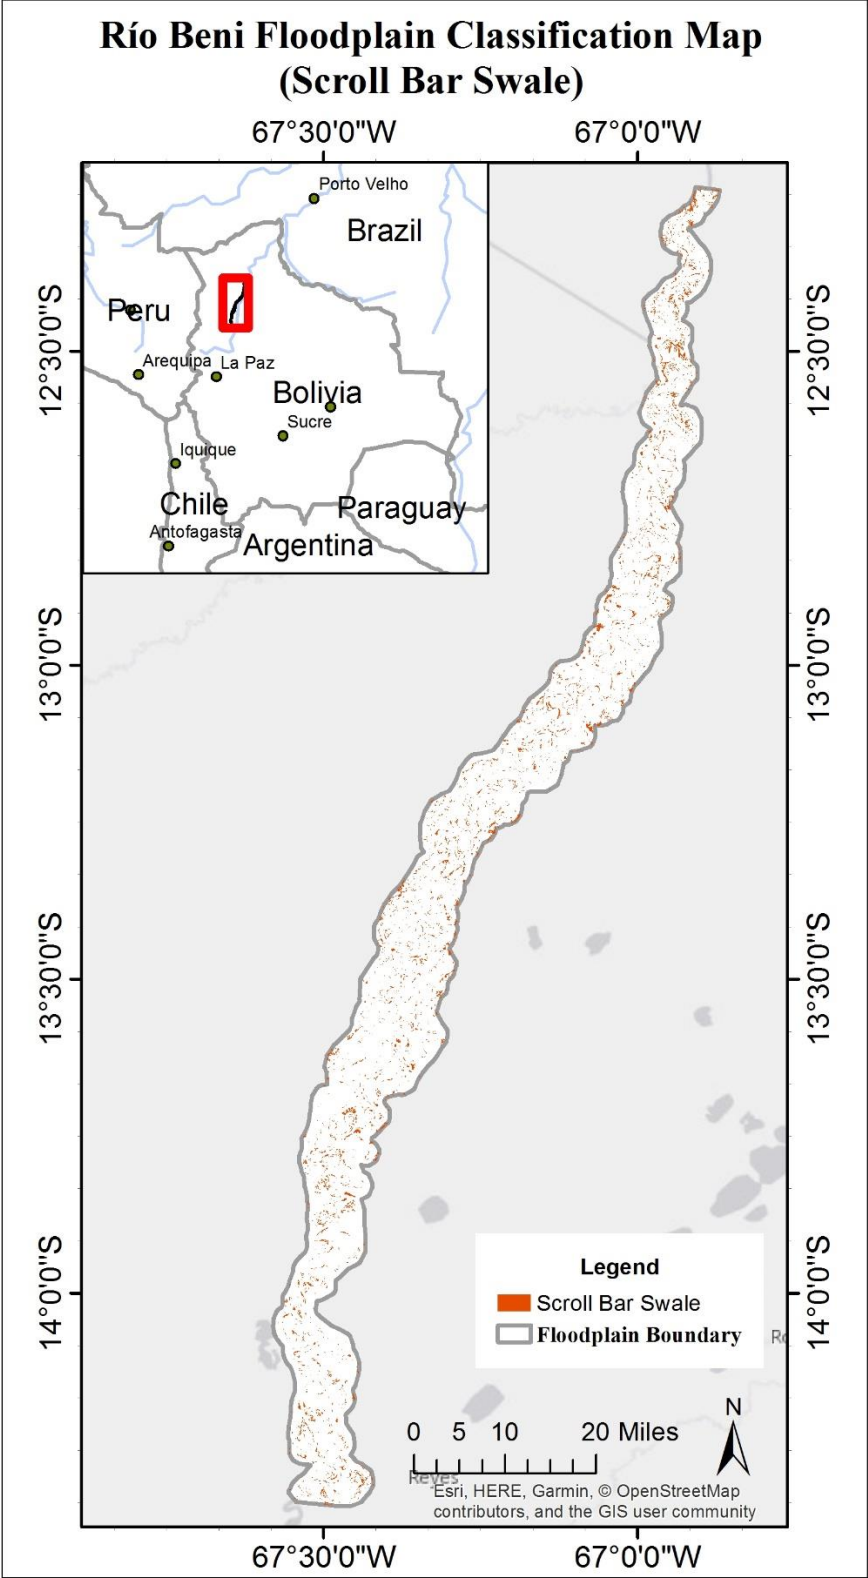 Río Beni Floodplain Classification Map
(Scroll Bar Swale)
67°30'0"W
67°0'0"W
Porto Velho
Brazil
Peru
Arequipa
La Paz
Bolivia
Sucre
Iquique
Chile
Paraguay
Antofagasta
Argentina
12°30'0"S
12°30'0"S
13°0'0"S
13°0'0"S
13°30'0"S
13°30'0"S
14°0'0"S
14°0'0"S
Legend
Scroll Bar Swale
Floodplain Boundary
Ro
N
0 5 10 20 Miles
Reyes
Esri, HERE, Garmin, © OpenStreetMap
contributors, and the GIS user community
67°30'0"W
67°0'0"W